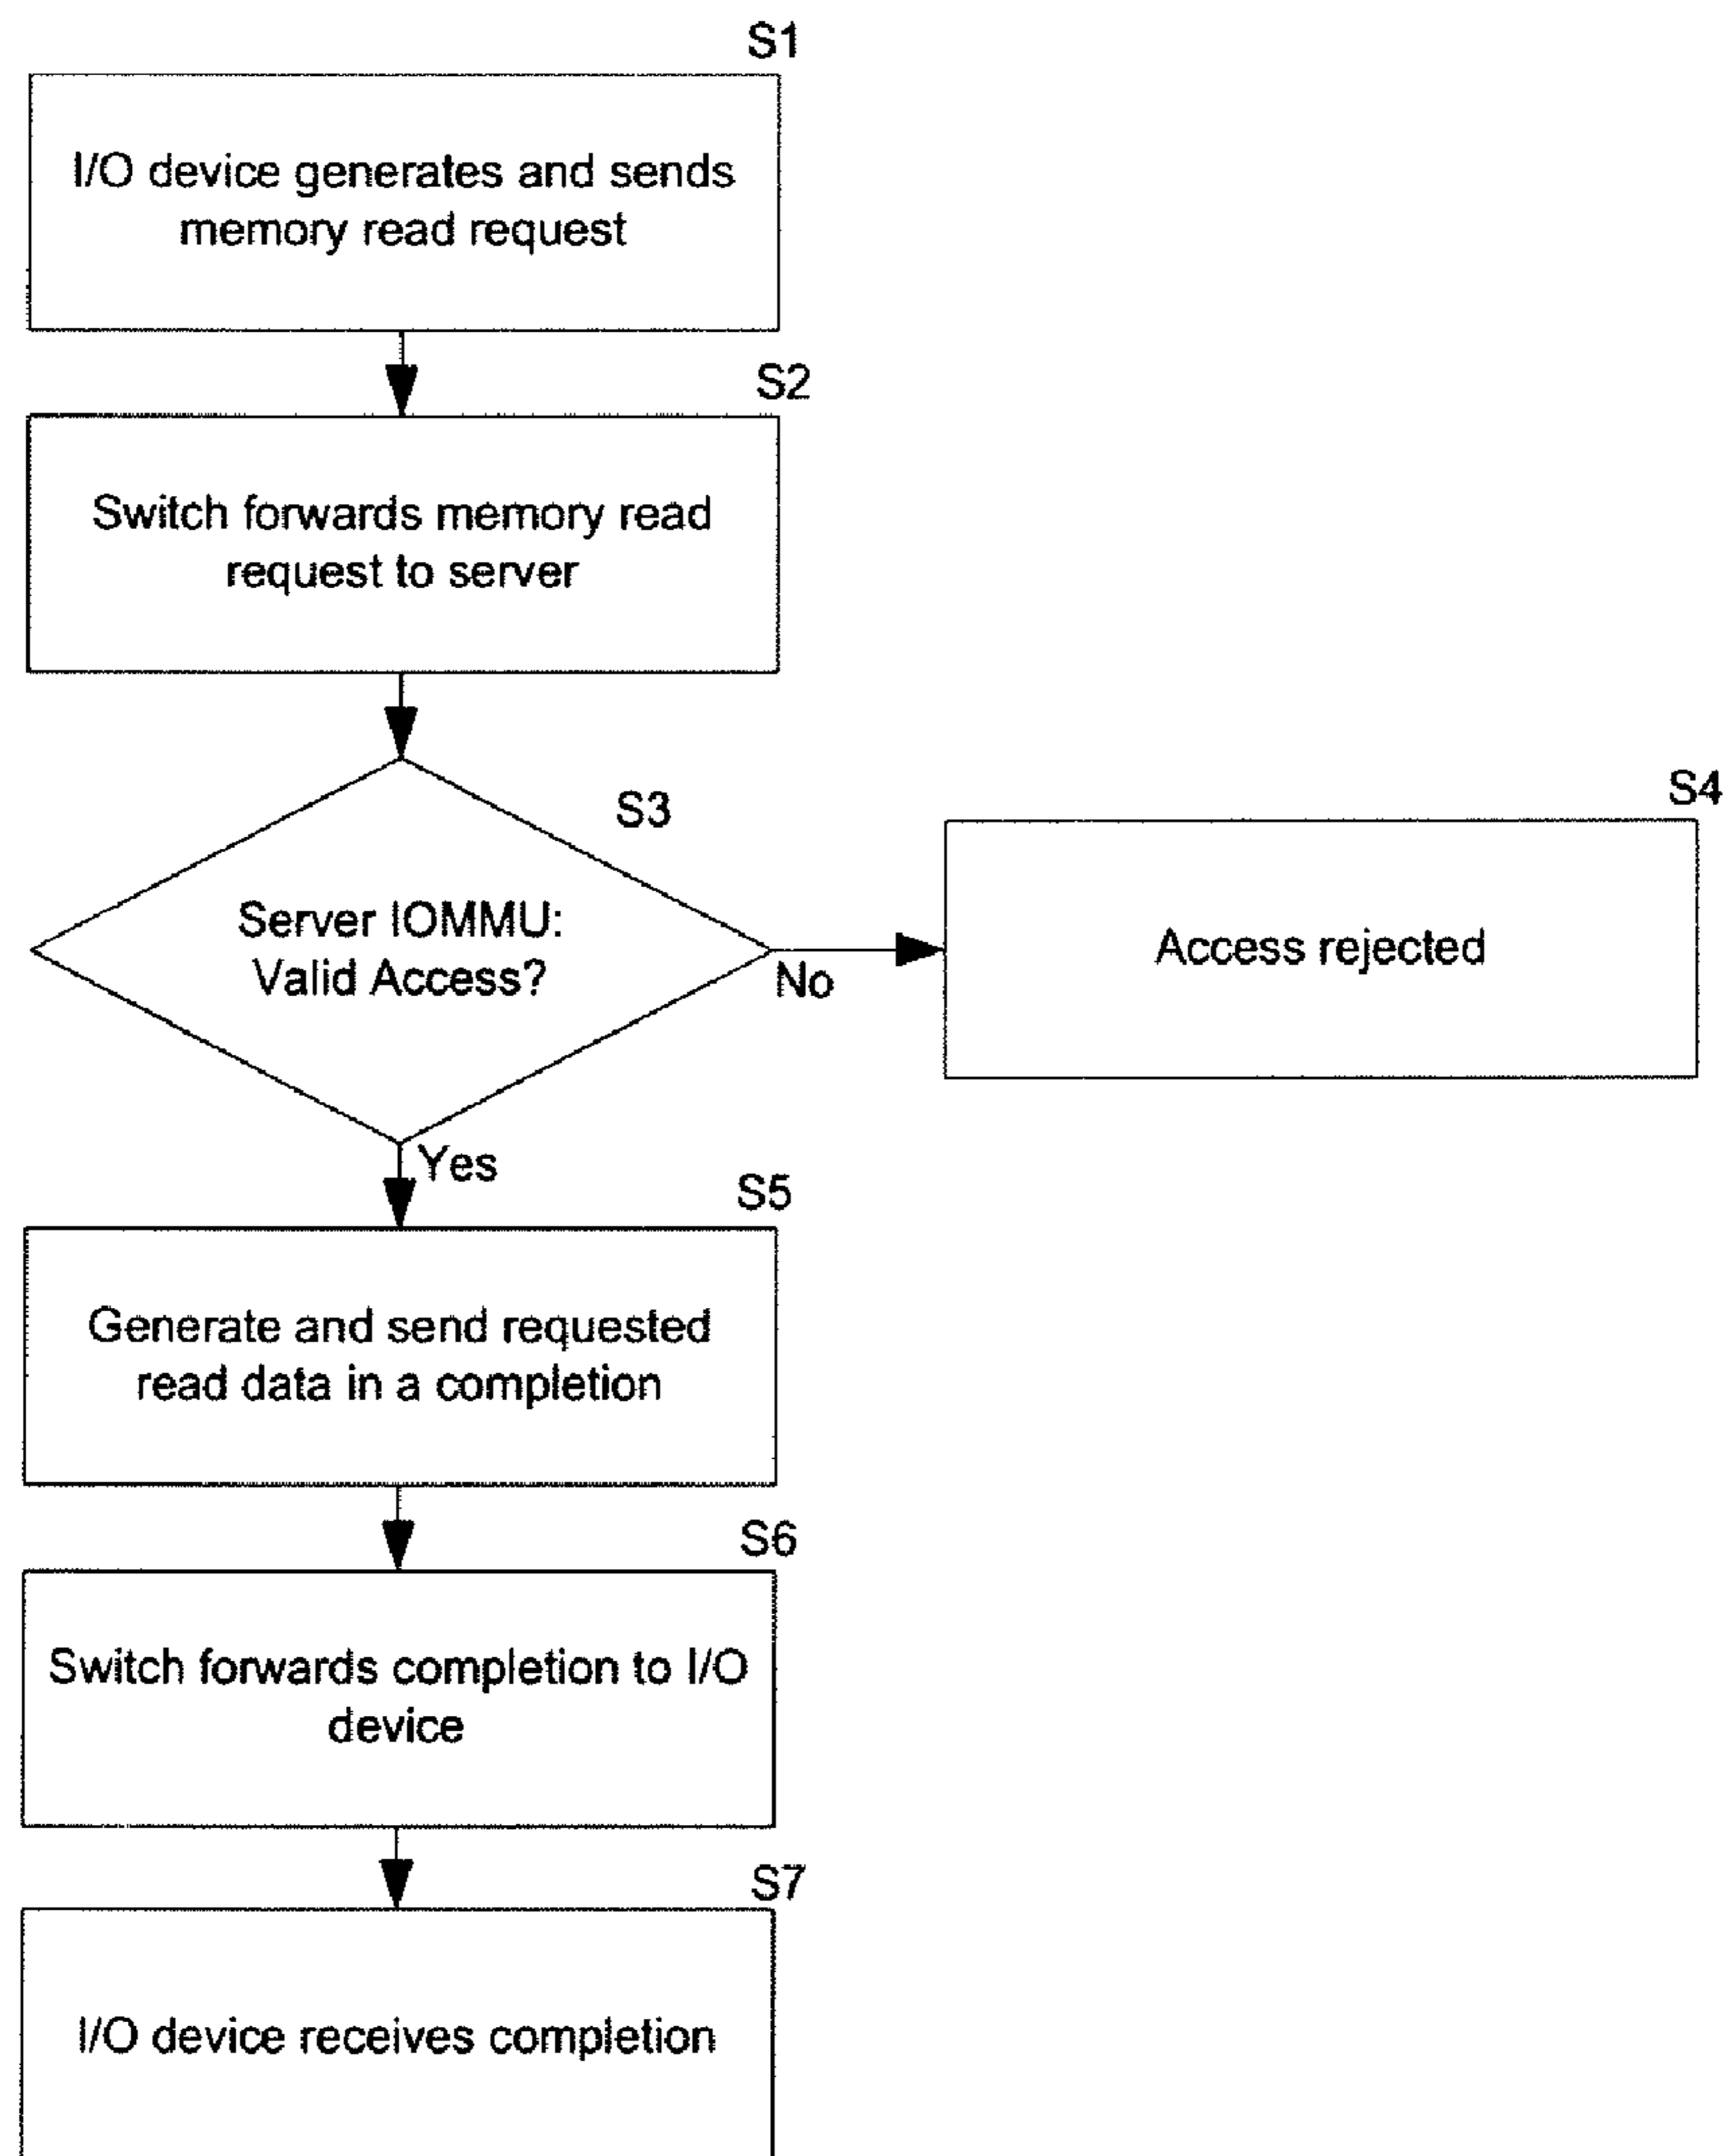 S1
I/O device generates and sends
memory read request
S2
Switch forwards memory read
request to server
S3
Server IOMMU:
Valid Access?
No
S4
Access rejected
Yes
S5
Generate and send requested
read data in a completion
S6
Switch forwards completion to I/O
device
S7
I/O device receives completion